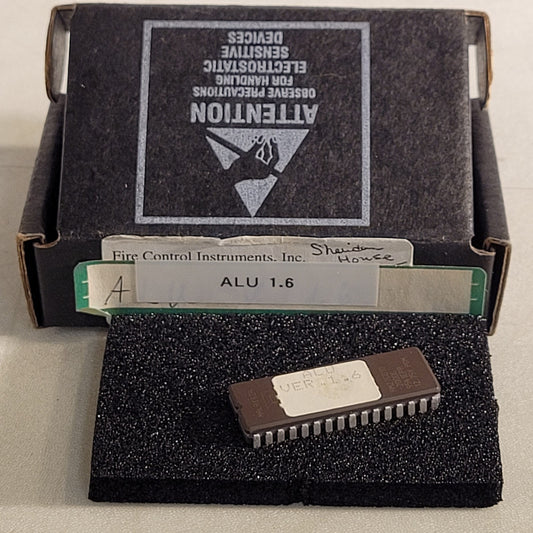 ATTENTION
OBSERVE PRECAUTIONS
FOR HANDLING
ELECTROSTATIC
SENSITIVE
DEVICES
Fire Control Instruments, Inc.
Sheridan
House
A
ALU 1.6
ALU
VER 1.6